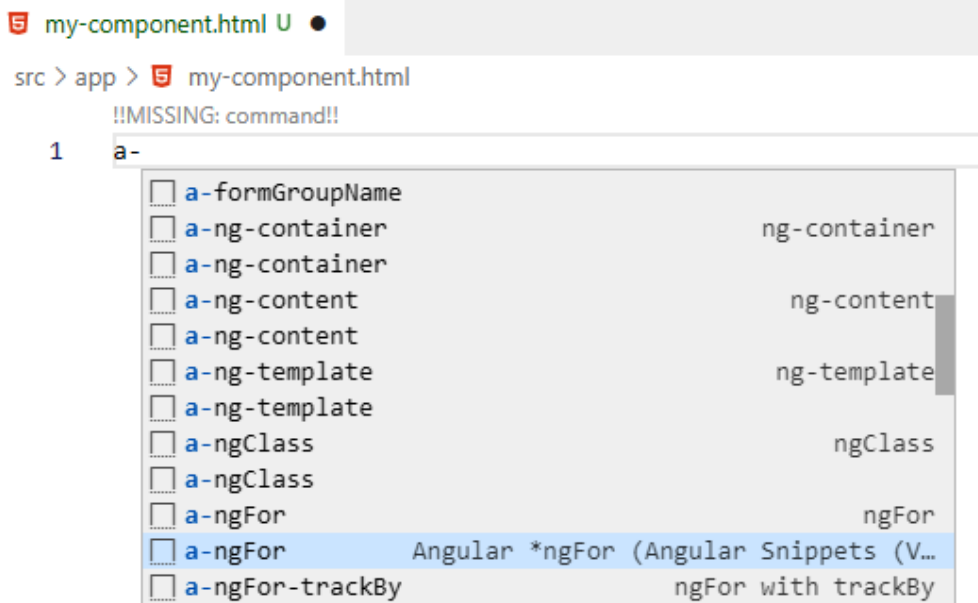 my-component.html U
src > app > my-component.html
!!MISSING: command!!
1 a-
a-formGroupName
a-ng-container ng-container
a-ng-container
a-ng-content ng-content
a-ng-content
a-ng-template ng-template
a-ng-template
a-ngClass ngClass
a-ngClass
a-ngFor ngFor
a-ngFor Angular *ngFor (Angular Snippets (V…
a-ngFor-trackBy ngFor with trackBy